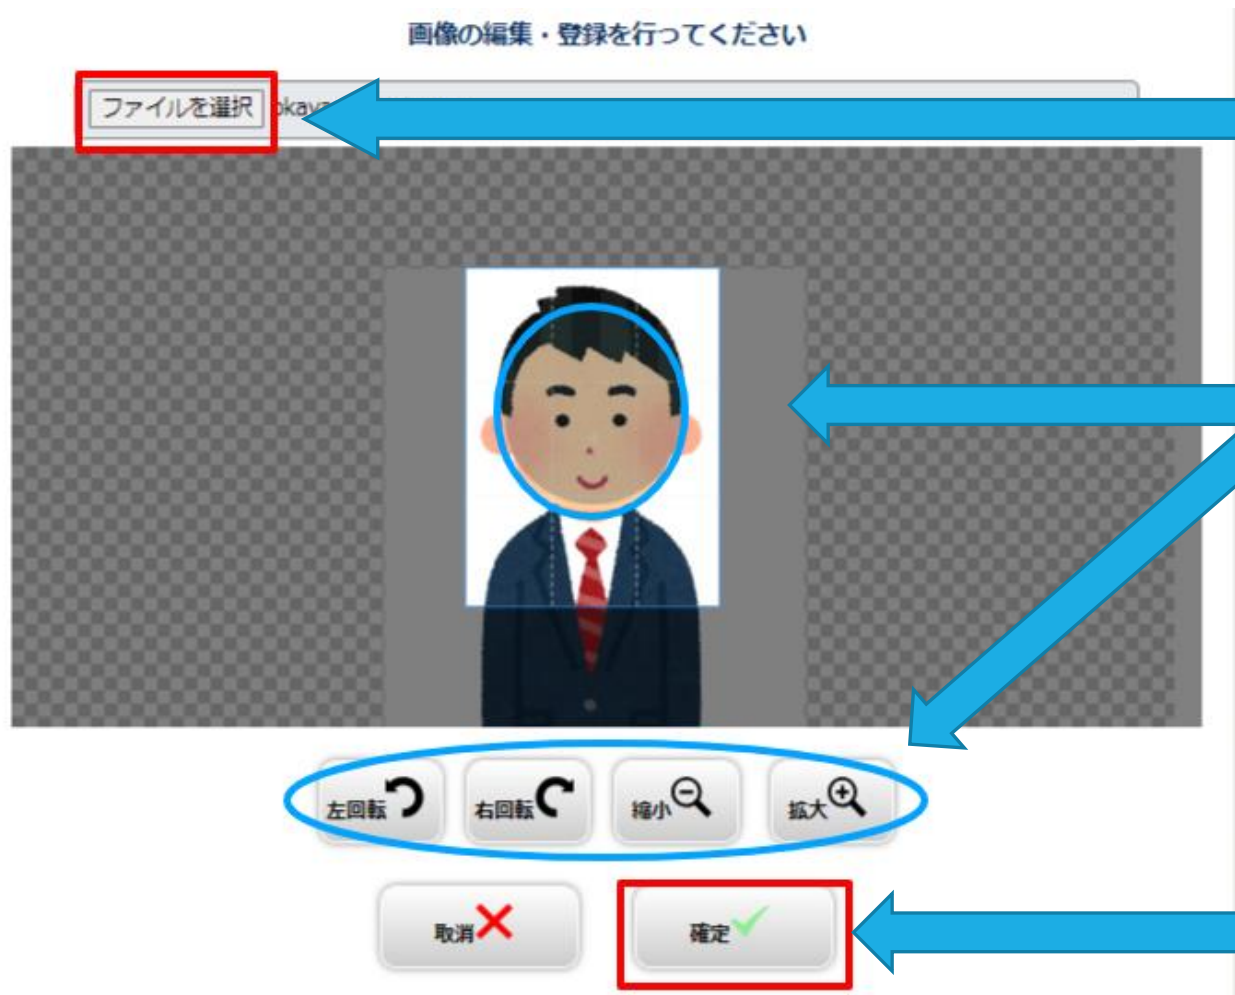 画像の編集・登録を行ってください
ファイルを選択
左回転 右回転 縮小 拡大
取消 確定